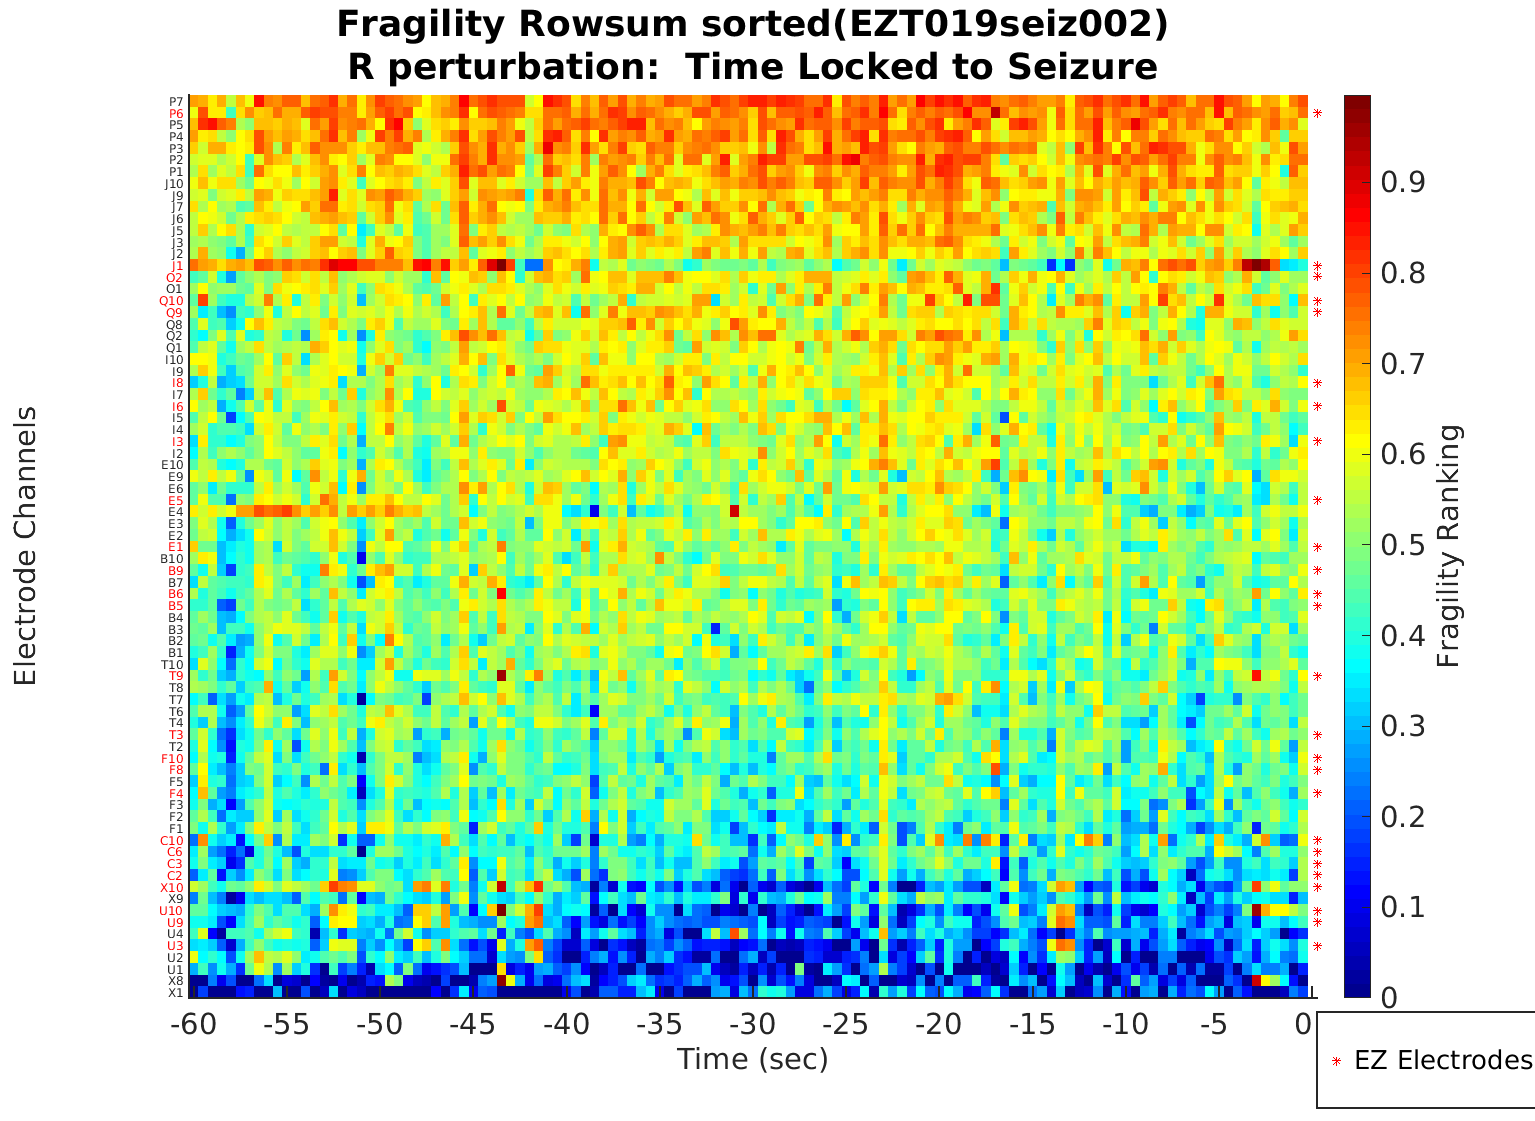 Fragility Rowsum sorted(EZT019seiz002)
R perturbation:  Time Locked to Seizure
Electrode Channels
P7
P6
P5
P4
P3
P2
P1
J10
J9
J7
J6
J5
J3
J2
J1
O2
O1
Q10
Q9
Q8
Q2
Q1
I10
I9
I8
I7
I6
I5
I4
I3
I2
E10
E9
E6
E5
E4
E3
E2
E1
B10
B9
B7
B6
B5
B4
B3
B2
B1
T10
T9
T8
T7
T6
T4
T3
T2
F10
F8
F5
F4
F3
F2
F1
C10
C6
C3
C2
X10
X9
U10
U9
U4
U3
U2
U1
X8
X1
-60 -55 -50 -45 -40 -35 -30 -25 -20 -15 -10 -5 0
Time (sec)
0.9
0.8
0.7
0.6
0.5
0.4
0.3
0.2
0.1
0
Fragility Ranking
EZ Electrodes